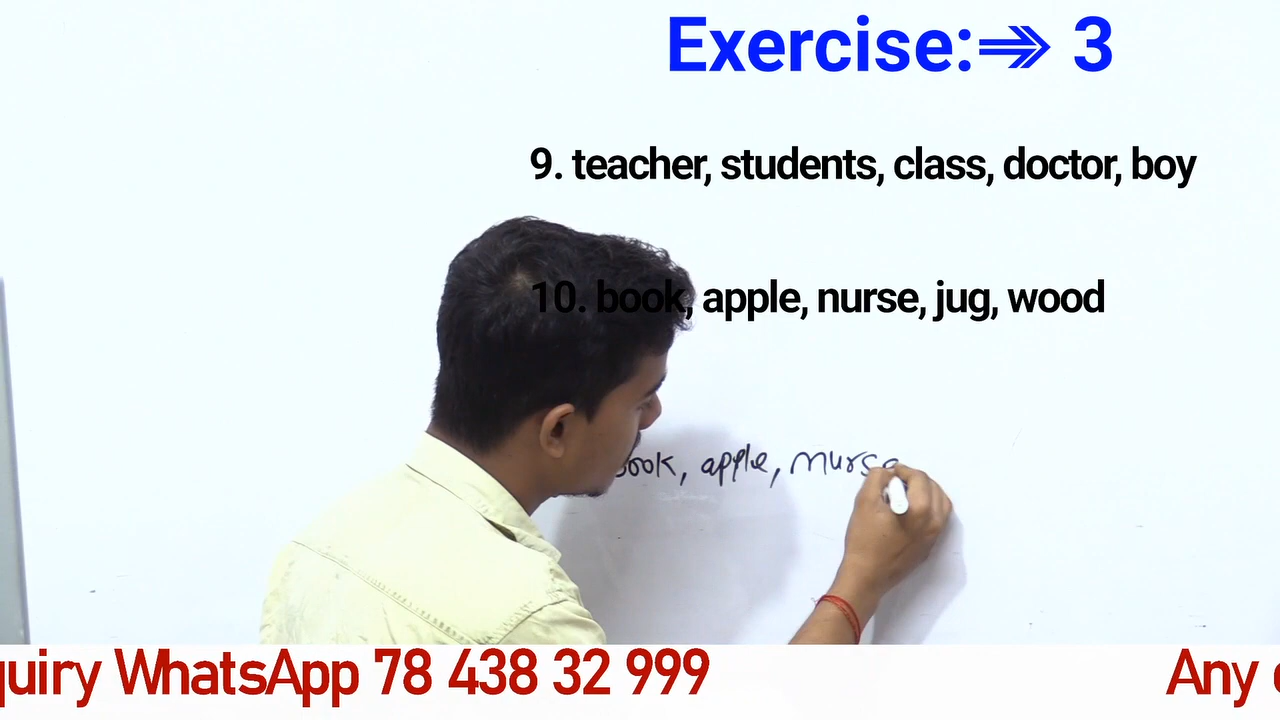 Exercise:⇛ 3
9. teacher, students, class, doctor, boy
10. book, apple, nurse, jug, wood
book, apple, nurse
quiry WhatsApp 78 438 32 999
Any